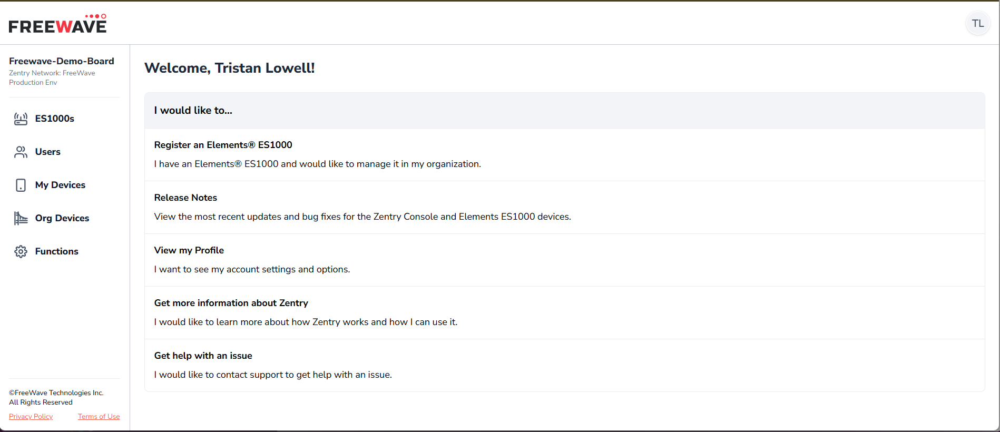 FREEWAVE
TL
Freewave-Demo-Board
Zentry Network: FreeWave
Production Env
ES1000s
Users
My Devices
Org Devices
Functions
©FreeWave Technologies Inc.
All Rights Reserved
Privacy Policy
Terms of Use
Welcome, Tristan Lowell!
I would like to...
Register an Elements® ES1000
I have an Elements® ES1000 and would like to manage it in my organization.
Release Notes
View the most recent updates and bug fixes for the Zentry Console and Elements ES1000 devices.
View my Profile
I want to see my account settings and options.
Get more information about Zentry
I would like to learn more about how Zentry works and how I can use it.
Get help with an issue
I would like to contact support to get help with an issue.